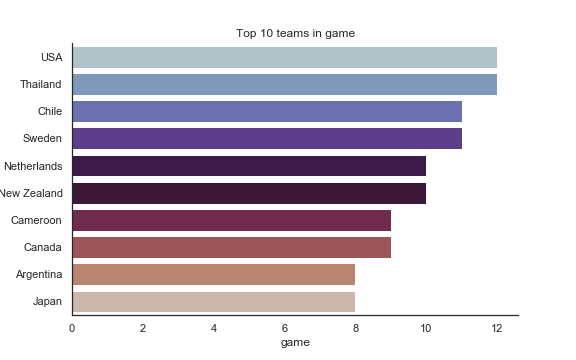 Top 10 teams in game
USA
Thailand
Chile
Sweden
Netherlands
New Zealand
Cameroon
Canada
Argentina
Japan
0 2 4 6 8 10 12
game